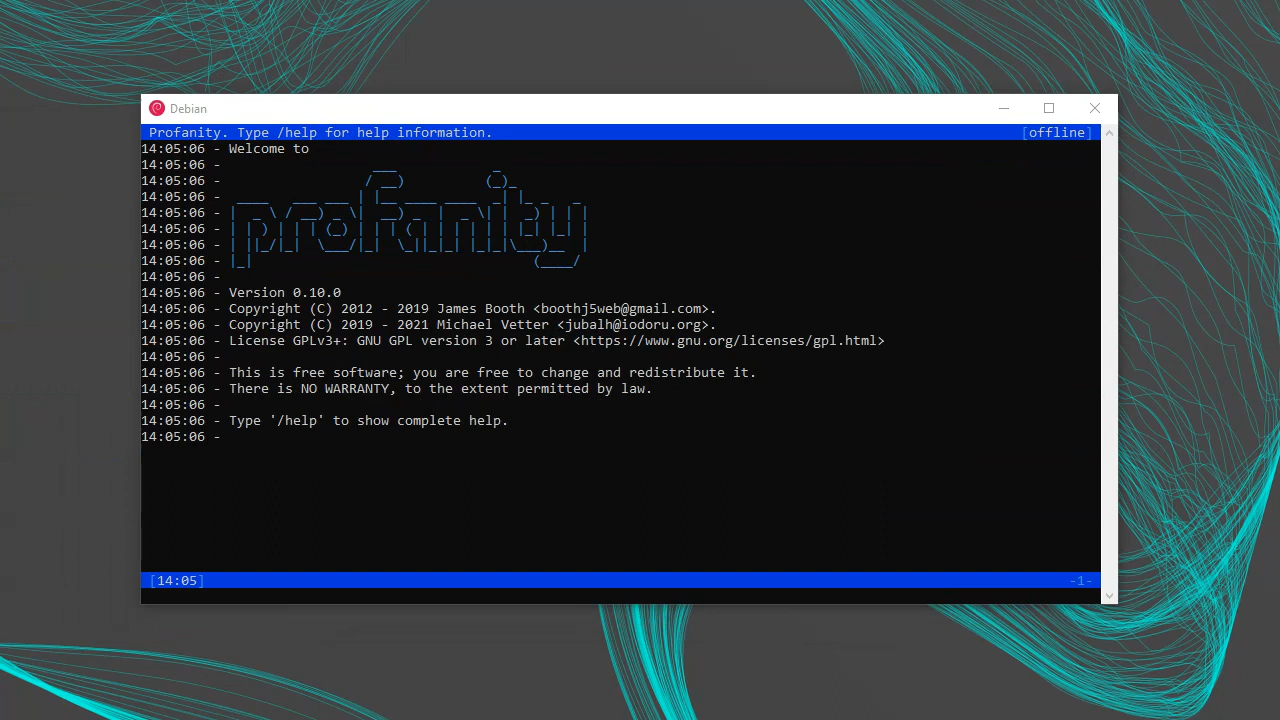 Debian
Profanity. Type /help for help information. [offline]
14:05:06 - Welcome to
14:05:06 -
14:05:06 -
14:05:06 -
14:05:06 - profanity
14:05:06 -
14:05:06 -
14:05:06 -
14:05:06 -
14:05:06 - Version 0.10.0
14:05:06 - Copyright (C) 2012 - 2019 James Booth <boothj5web@gmail.com>.
14:05:06 - Copyright (C) 2019 - 2021 Michael Vetter <jubalh@iodoru.org>.
14:05:06 - License GPLv3+: GNU GPL version 3 or later <https://www.gnu.org/licenses/gpl.html>
14:05:06 -
14:05:06 - This is free software; you are free to change and redistribute it.
14:05:06 - There is NO WARRANTY, to the extent permitted by law.
14:05:06 -
14:05:06 - Type '/help' to show complete help.
14:05:06 -
[14:05] -1-